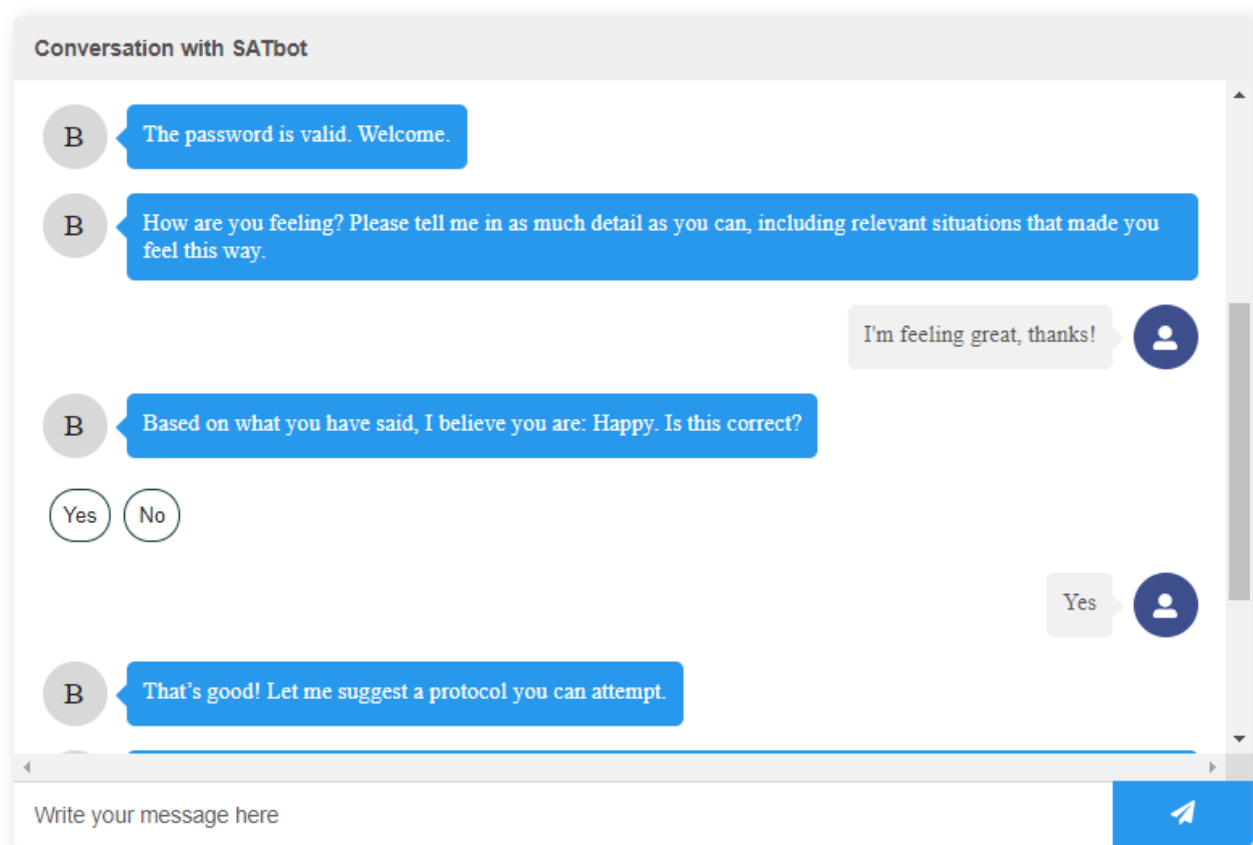 Conversation with SATbot
B
The password is valid. Welcome.
B
How are you feeling? Please tell me in as much detail as you can, including relevant situations that made you
feel this way.
I'm feeling great, thanks!
B
Based on what you have said, I believe you are: Happy. Is this correct?
Yes No
Yes
B
That’s good! Let me suggest a protocol you can attempt.
Write your message here